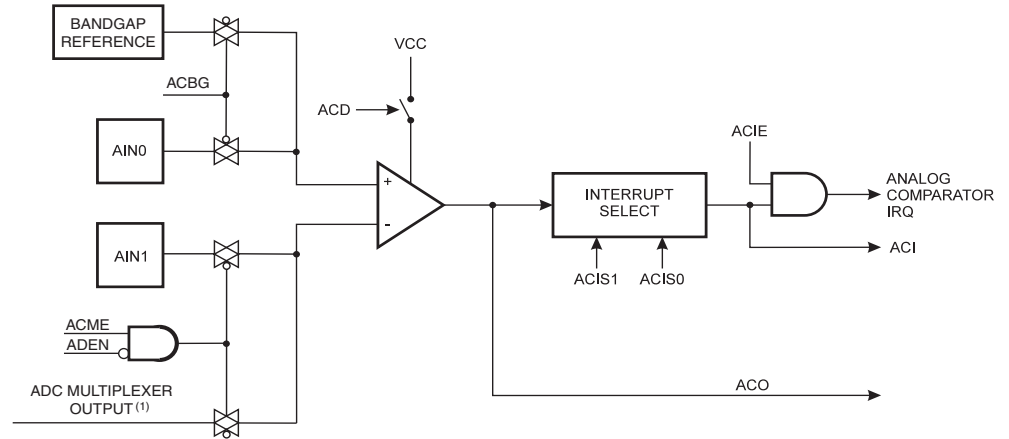 BANDGAP
REFERENCE
VCC
ACBG
ACD
ACIE
AIN0
+
-
INTERRUPT
SELECT
ANALOG
COMPARATOR
IRQ
AIN1
ACI
ACIS1 ACIS0
ACME
ADEN
ADC MULTIPLEXER
OUTPUT (1)
ACO